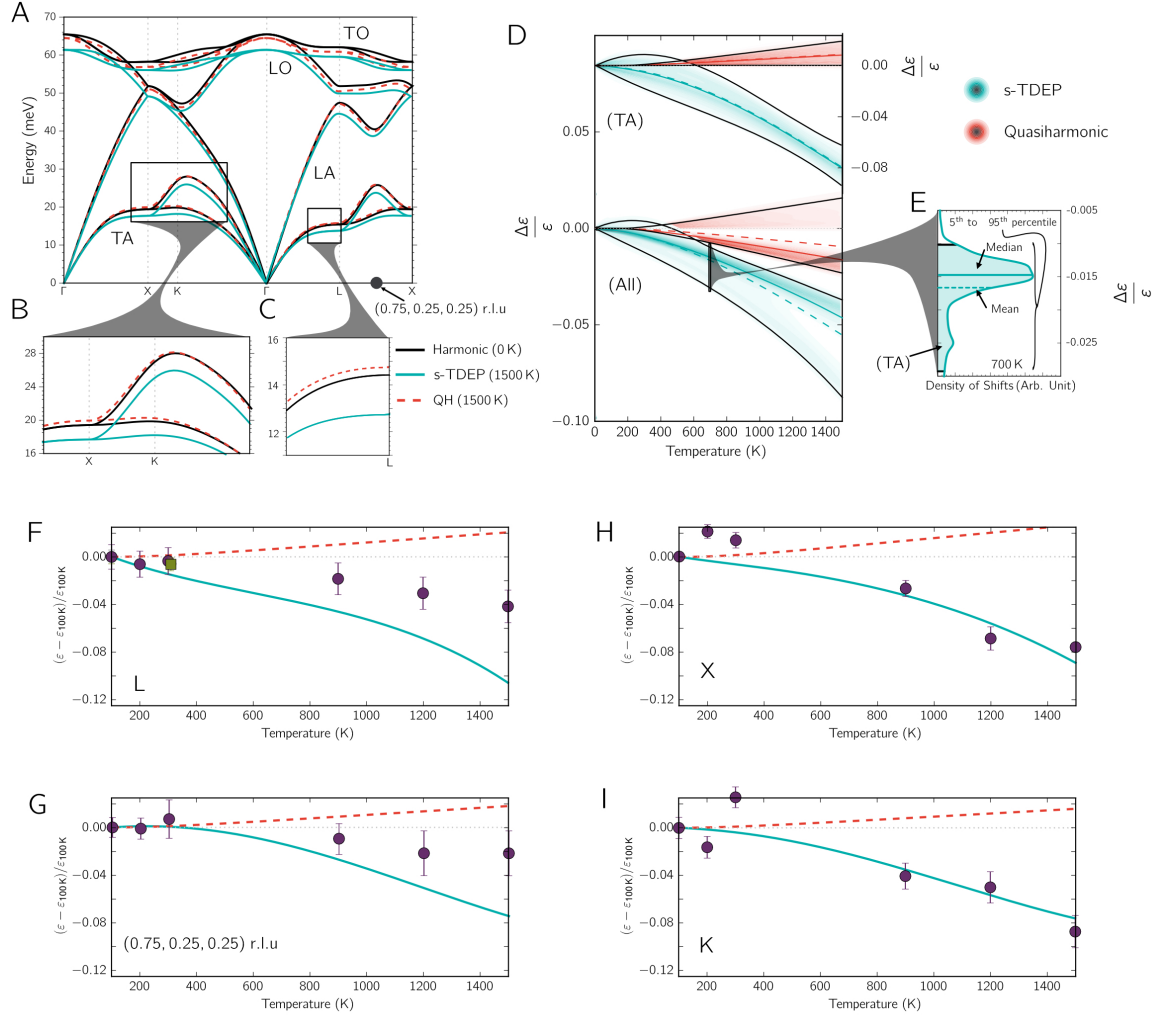 A
70
60
50
40
30
20
10
0
Energy (meV)
TO
LO
LA
TA
Γ
X
K
Γ
L
X
(0.75, 0.25, 0.25) r.l.u
B
28
24
20
16
X
K
C
16
14
12
L
Harmonic (0 K)
s-TDEP (1500 K)
QH (1500 K)
D
0.05
0.00
−0.05
−0.10
Δε
ε
(TA)
(All)
0.00
−0.04
−0.08
Δε
ε
0 200 400 600 800 1000 1200 1400
Temperature (K)
s-TDEP
Quasiharmonic
E
5th to 95th percentile
Median
Mean
(TA)
700 K
−0.005
−0.015
−0.025
Δε
ε
Density of Shifts (Arb. Unit)
F
0.00
−0.04
−0.08
−0.12
(ε − ε100 K)/ε100 K
L
200 400 600 800 1000 1200 1400
Temperature (K)
H
0.00
−0.04
−0.08
−0.12
(ε − ε100 K)/ε100 K
X
200 400 600 800 1000 1200 1400
Temperature (K)
G
0.00
−0.04
−0.08
−0.12
(ε − ε100 K)/ε100 K
(0.75, 0.25, 0.25) r.l.u
200 400 600 800 1000 1200 1400
Temperature (K)
I
0.00
−0.04
−0.08
−0.12
(ε − ε100 K)/ε100 K
K
200 400 600 800 1000 1200 1400
Temperature (K)